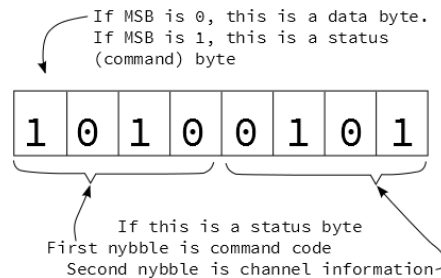 If MSB is 0, this is a data byte.
If MSB is 1, this is a status
(command) byte
1 0 1 0 0 1 0 1
If this is a status byte
First nybble is command code
Second nybble is channel information